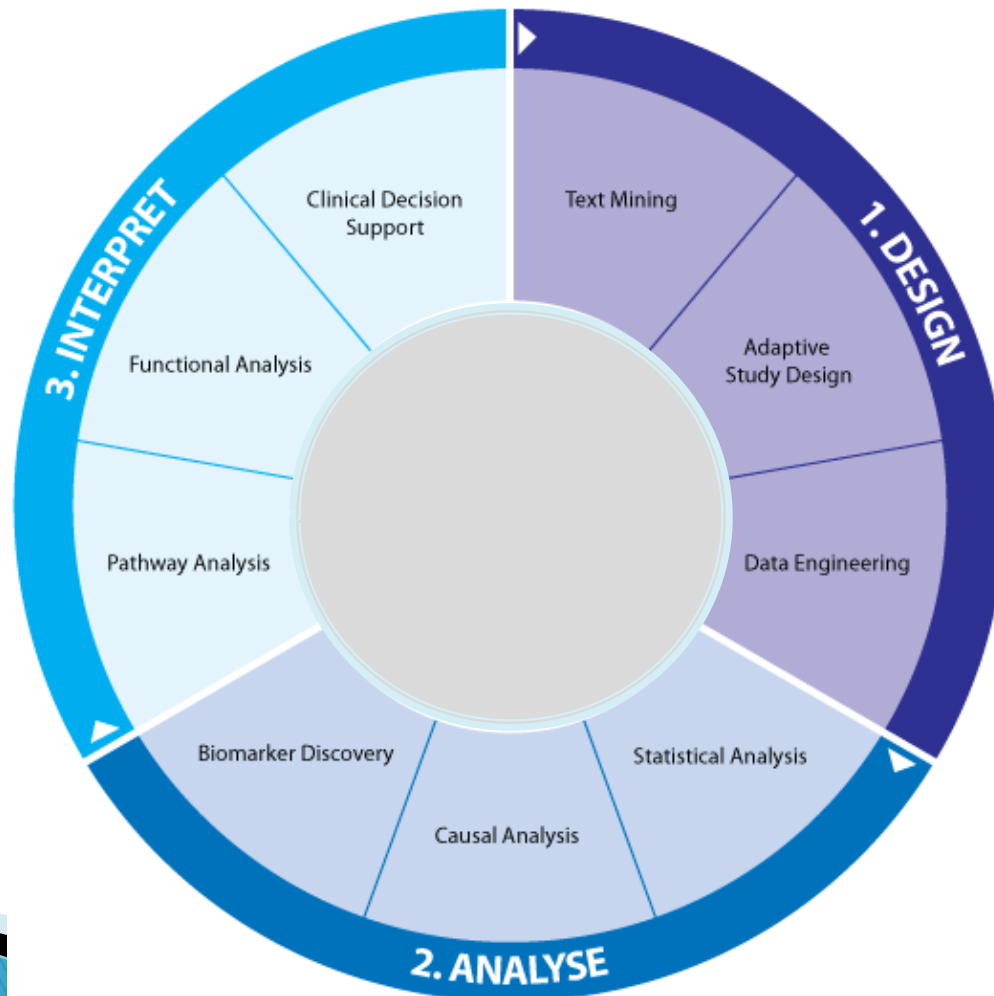 1. DESIGN
Text Mining
Adaptive
Study Design
Data Engineering
2. ANALYSE
Statistical Analysis
Causal Analysis
Biomarker Discovery
3. INTERPRET
Pathway Analysis
Functional Analysis
Clinical Decision
Support